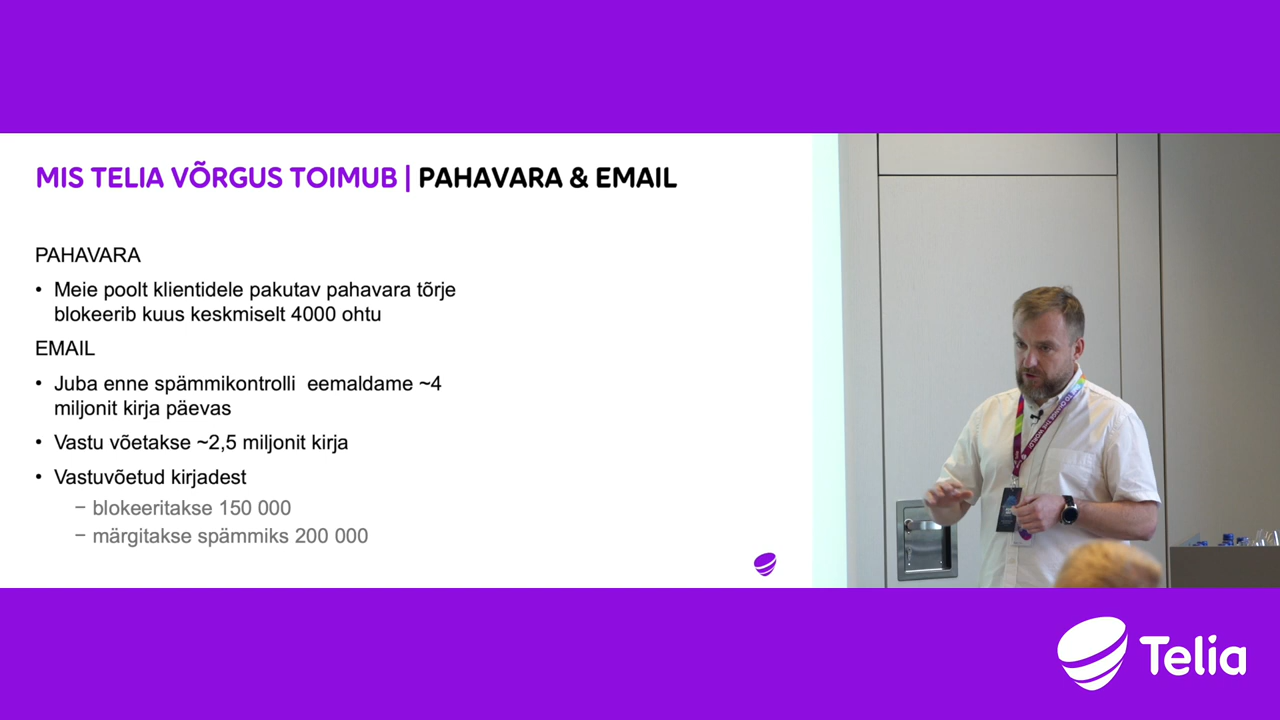 MIS TELIA VÕRGUS TOIMUB | PAHAVARA & EMAIL
PAHAVARA
• Meie poolt klientidele pakutav pahavara tõrje
blokeerib kuus keskmiselt 4000 ohtu
EMAIL
• Juba enne spämmikontrolli eemaldame ~4
miljonit kirja päevas
• Vastu võetakse ~2,5 miljonit kirja
• Vastuvõetud kirjadest
− blokeeritakse 150 000
− märgitakse spämmiks 200 000
Telia